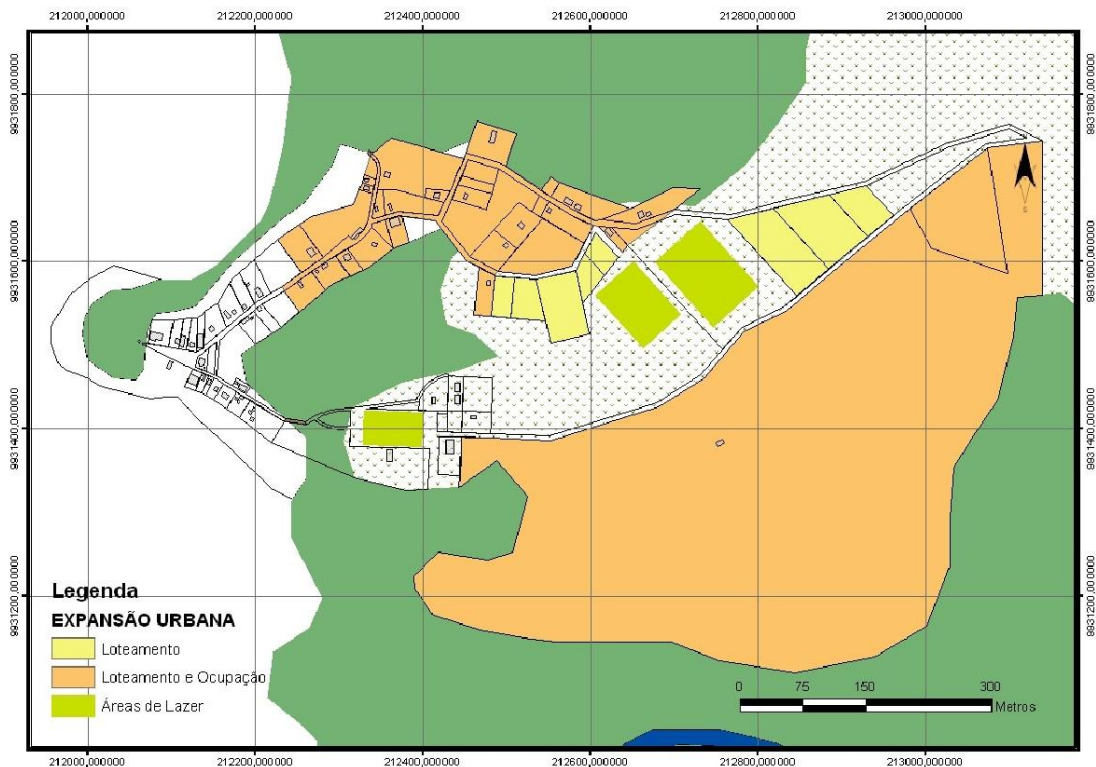 212000,000000 212200,000000 212400,000000 212600,000000 212800,000000 213000,000000
9931800,000000 9931800,000000
9931600,000000 9931600,000000
9931400,000000 9931400,000000
9931200,000000 9931200,000000
Legenda
EXPANSÃO URBANA
Loteamento
Loteamento e Ocupação
Áreas de Lazer
0 75 150 300
Metros
212000,000000 212200,000000 212400,000000 212600,000000 212800,000000 213000,000000